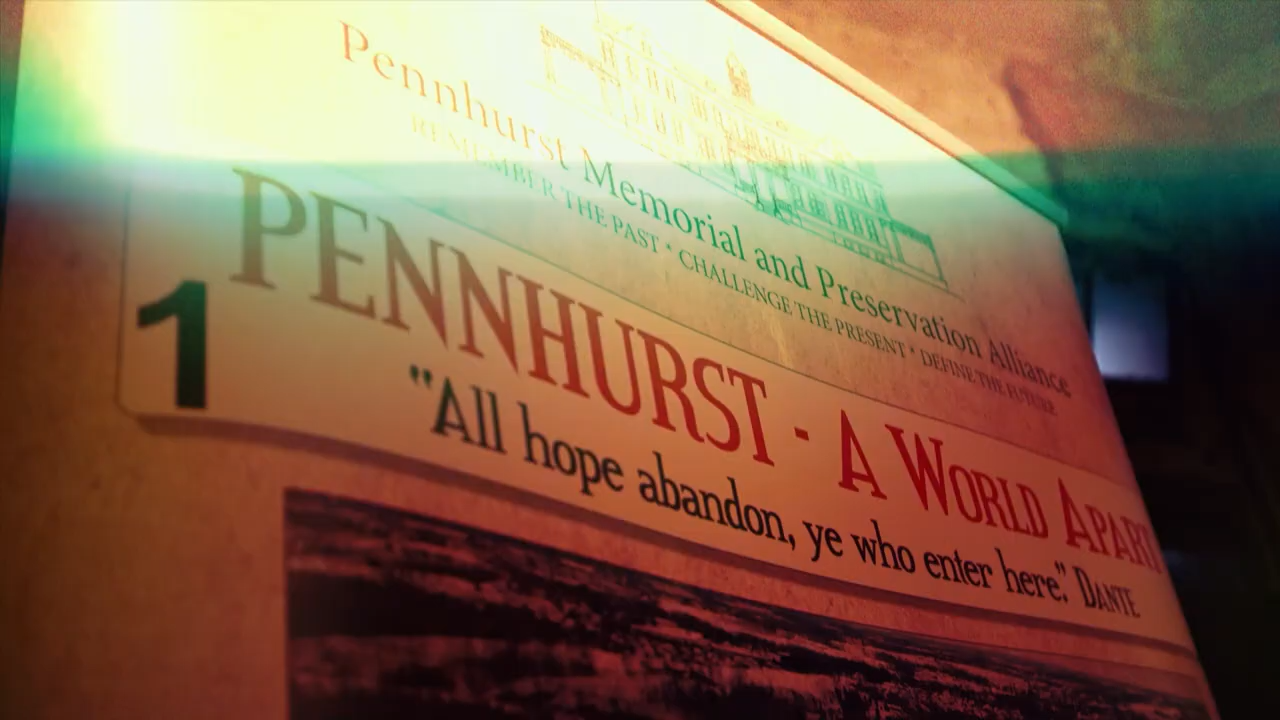 Pennhurst Memorial and Preservation Alliance
REMEMBER THE PAST * CHALLENGE THE PRESENT * DEFINE THE FUTURE
1
PENNHURST - A WORLD APART
"All hope abandon, ye who enter here." DANTE